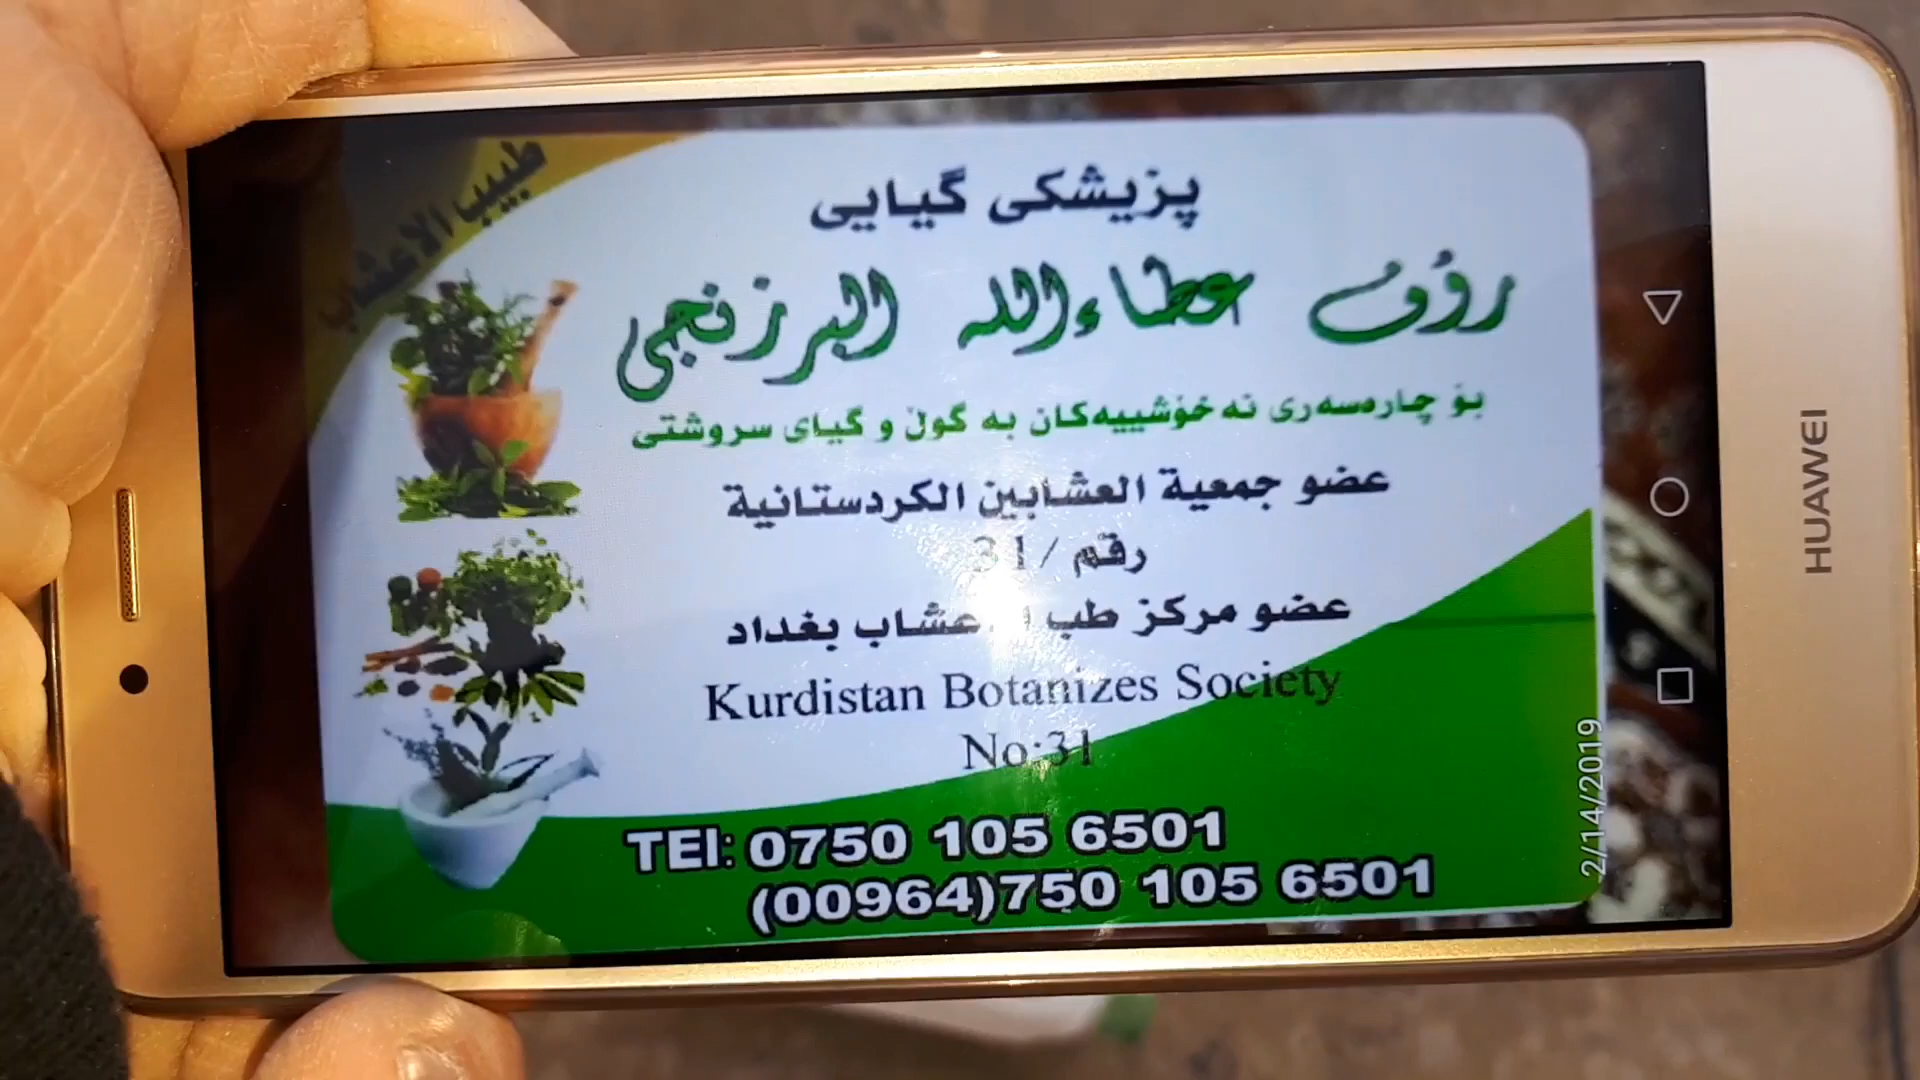 طبيب الاعشاب
پزیشکی گیایی
رؤف عطاءالله البرزنجي
بۆ چارەسەری نەخۆشییەکان بە گوڵ و گیای سروشتی
عضو جمعية العشابين الكردستانية
رقم /31
عضو مركز طب الاعشاب بغداد
Kurdistan Botanizes Society
No:31
TEl: 0750 105 6501
(00964)750 105 6501
2/14/2019
HUAWEI